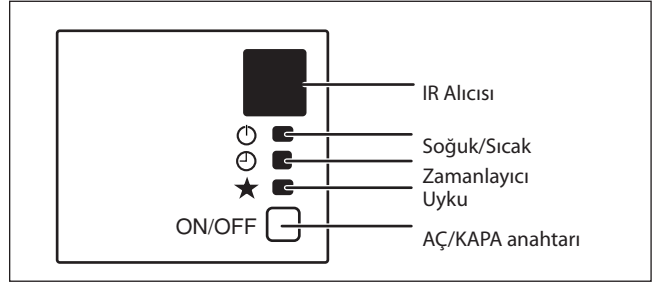 IR Alıcısı
Soğuk/Sıcak
Zamanlayıcı
Uyku
ON/OFF
AÇ/KAPA anahtarı